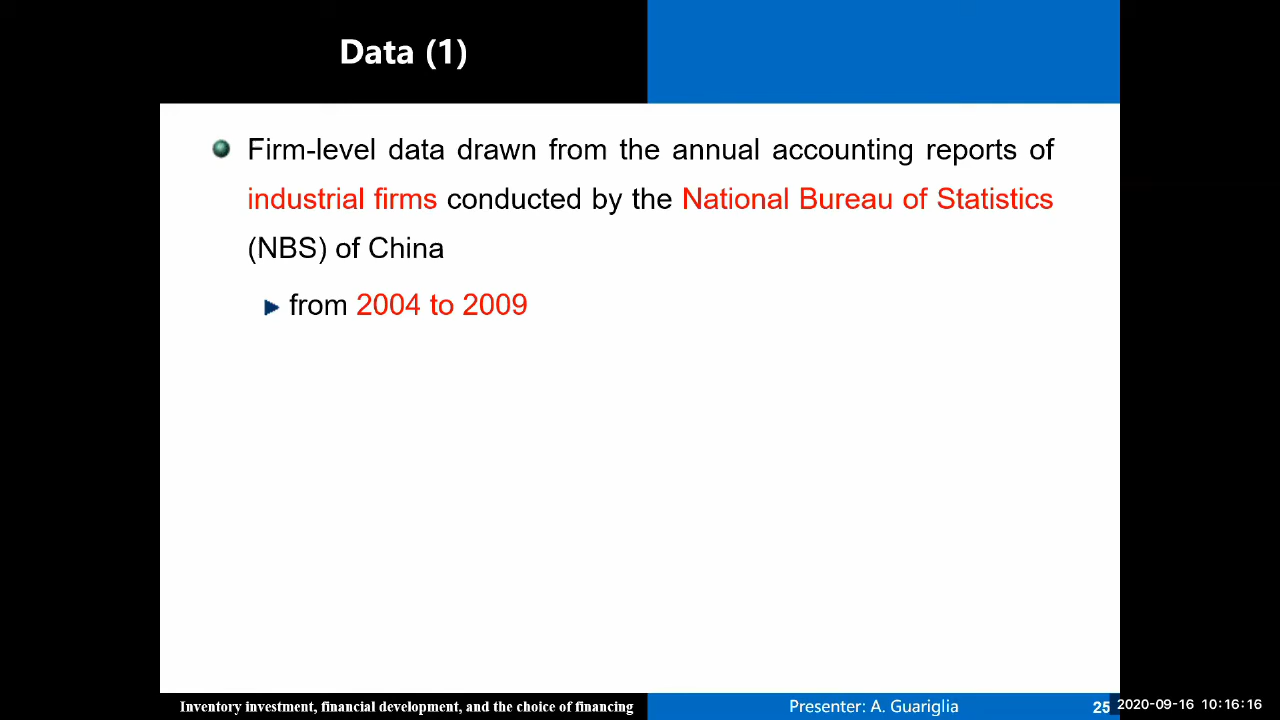 Data (1)
Firm-level data drawn from the annual accounting reports of
industrial firms conducted by the National Bureau of Statistics
(NBS) of China
from 2004 to 2009
Inventory investment, financial development, and the choice of financing
Presenter: A. Guariglia
25
2020-09-16 10:16:16